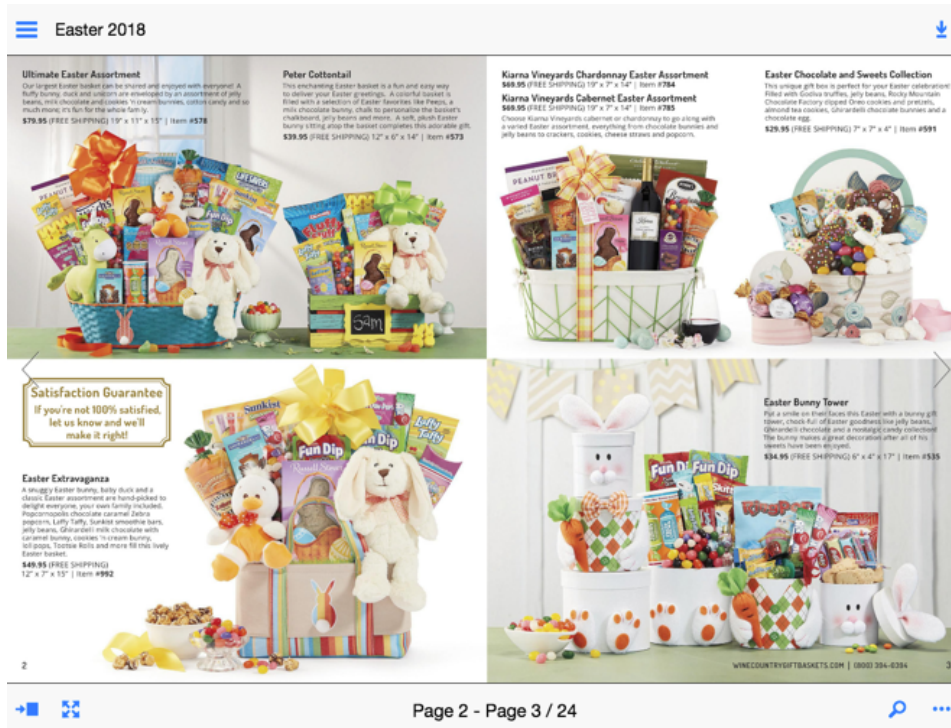 Easter 2018
Ultimate Easter Assortment
Our largest Easter basket can be shared and enjoyed with everyone! A
fluffy bunny, duck and unicorn are enveloped by an assortment of jelly
beans, milk chocolate and cookies 'n cream bunnies, cotton candy and so
much more; it's fun for the whole family.
$79.95 (FREE SHIPPING) 19" x 11" x 15" | Item #578
Peter Cottontail
This enchanting Easter basket is a fun and easy
way to deliver your Easter greetings. A colorful basket is
filled with a selection of Easter favorites like Peeps, a
milk chocolate bunny, chalk to personalize the basket's
chalkboard, jelly beans and more. A soft, plush Easter
bunny sitting atop the basket completes this adorable gift.
$39.95 (FREE SHIPPING) 12" x 6" x 14" | Item #573
Kiarna Vineyards Chardonnay Easter Assortment
$69.95 (FREE SHIPPING) 19" x 7" x 14" | Item #784
Kiarna Vineyards Cabernet Easter Assortment
$69.95 (FREE SHIPPING) 19" x 7" x 14" | Item #785
Choose Kiarna Vineyards cabernet or chardonnay to go along with
a varied Easter assortment, everything from chocolate bunnies and
jelly beans to crackers, cookies, cheese straws and popcorn.
Easter Chocolate and Sweets Collection
This unique gift box is perfect for your Easter celebration!
Filled with Godiva truffles, jelly beans, Rocky Mountain
Chocolate Factory dipped Oreo cookies and pretzels,
almond tea cookies, Ghirardelli chocolate bunnies and a
chocolate egg.
$29.95 (FREE SHIPPING) 7" x 7" x 4" | Item #591
PEANUT
LIFE SAVERS
Fun Dip
Fluffy
Sam
PEANUT BR
Satisfaction Guarantee
If you're not 100% satisfied,
let us know and we'll
make it right!
Easter Extravaganza
A snuggly Easter bunny, baby duck and a
classic Easter assortment are hand-picked to
delight everyone, your own family included.
Popcornopolis chocolate caramel Zebra
popcorn, Laffy Taffy, Sunkist smoothie bars,
jelly beans, Ghirardelli milk chocolate with
caramel bunny, cookies 'n cream bunny,
lollipops, Tootsie Rolls and more fill this lively
Easter basket.
$49.95 (FREE SHIPPING)
12" x 7" x 15" | Item #992
Sunkist
Fun Dip
Dip
Laffy
Taffy
Russell Stover
Easter Bunny Tower
Put a smile on their faces this Easter with a bunny gift
tower, chock-full of Easter goodness like jelly beans,
Ghirardelli chocolate and a nostalgic candy collection!
The bunny makes a great decoration after all of his
sweets have been enjoyed.
$34.95 (FREE SHIPPING) 6" x 4" x 17" | Item #535
Fun D
Fun Dip
2
WINECOUNTRYGIFTBASKETS.COM | (800) 394-0394
3
Page 2 - Page 3 / 24